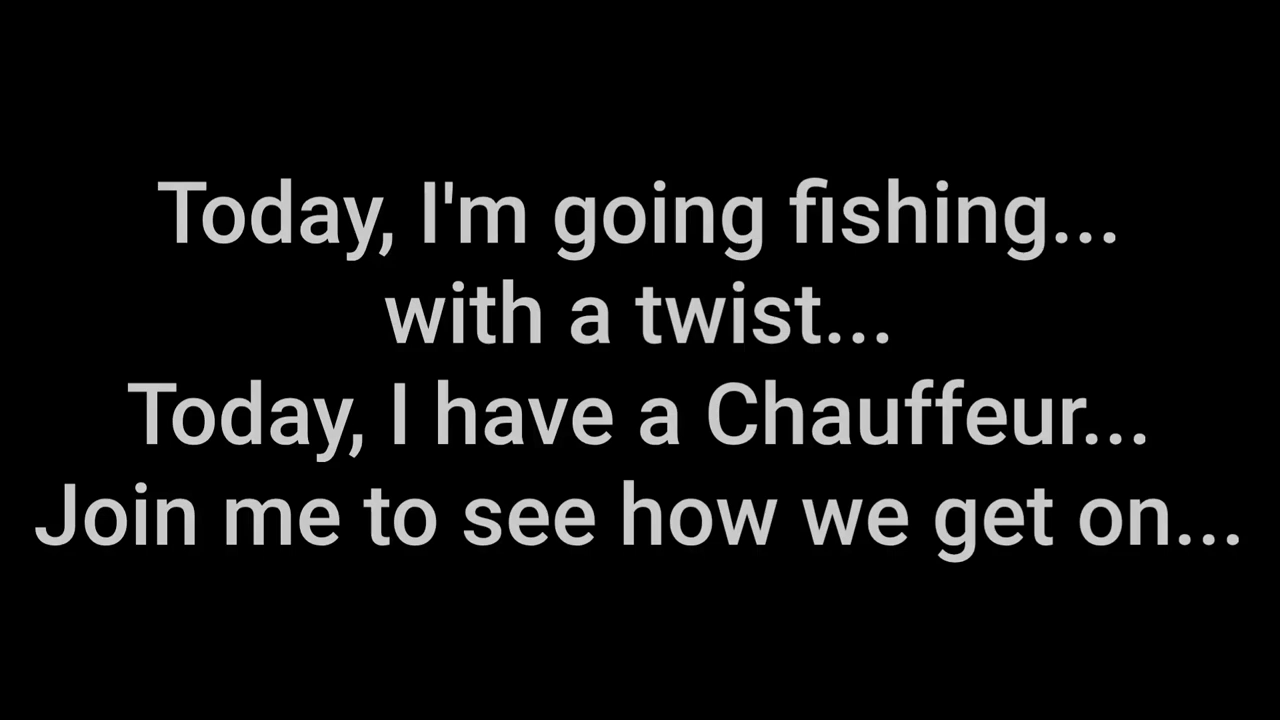 Today, I'm going fishing...
with a twist...
Today, I have a Chauffeur...
Join me to see how we get on...